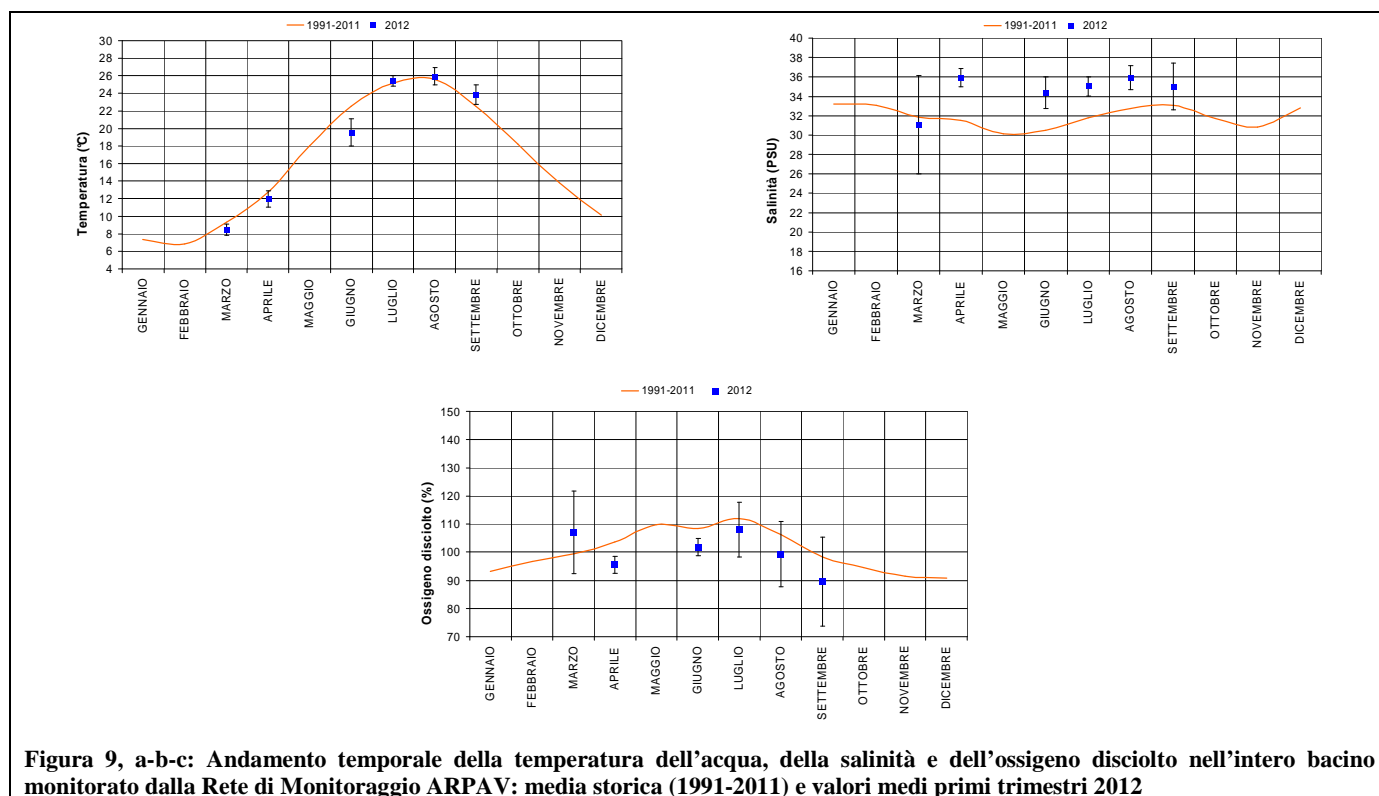 1991-2011 2012
Temperatura (°C)
30
28
26
24
22
20
18
16
14
12
10
8
6
4
GENNAIO
FEBBRAIO
MARZO
APRILE
MAGGIO
GIUGNO
LUGLIO
AGOSTO
SETTEMBRE
OTTOBRE
NOVEMBRE
DICEMBRE
1991-2011 2012
Salinità (PSU)
40
38
36
34
32
30
28
26
24
22
20
18
16
GENNAIO
FEBBRAIO
MARZO
APRILE
MAGGIO
GIUGNO
LUGLIO
AGOSTO
SETTEMBRE
OTTOBRE
NOVEMBRE
DICEMBRE
1991-2011 2012
Ossigeno disciolto (%)
150
140
130
120
110
100
90
80
70
GENNAIO
FEBBRAIO
MARZO
APRILE
MAGGIO
GIUGNO
LUGLIO
AGOSTO
SETTEMBRE
OTTOBRE
NOVEMBRE
DICEMBRE
Figura 9, a-b-c: Andamento temporale della temperatura dell'acqua, della salinità e dell'ossigeno disciolto nell'intero bacino
monitorato dalla Rete di Monitoraggio ARPAV: media storica (1991-2011) e valori medi primi trimestri 2012